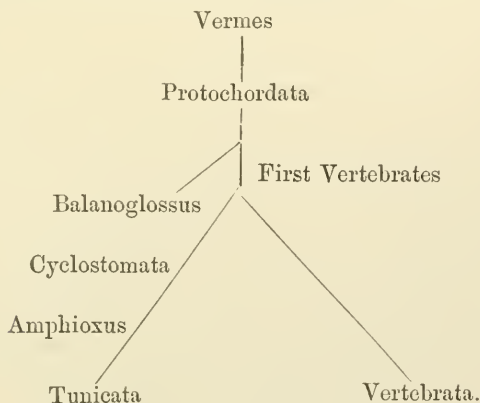 Vermes
Protochordata
First Vertebrates
Balanoglossus
Cyclostomata
Amphioxus
Tunicata
Vertebrata.